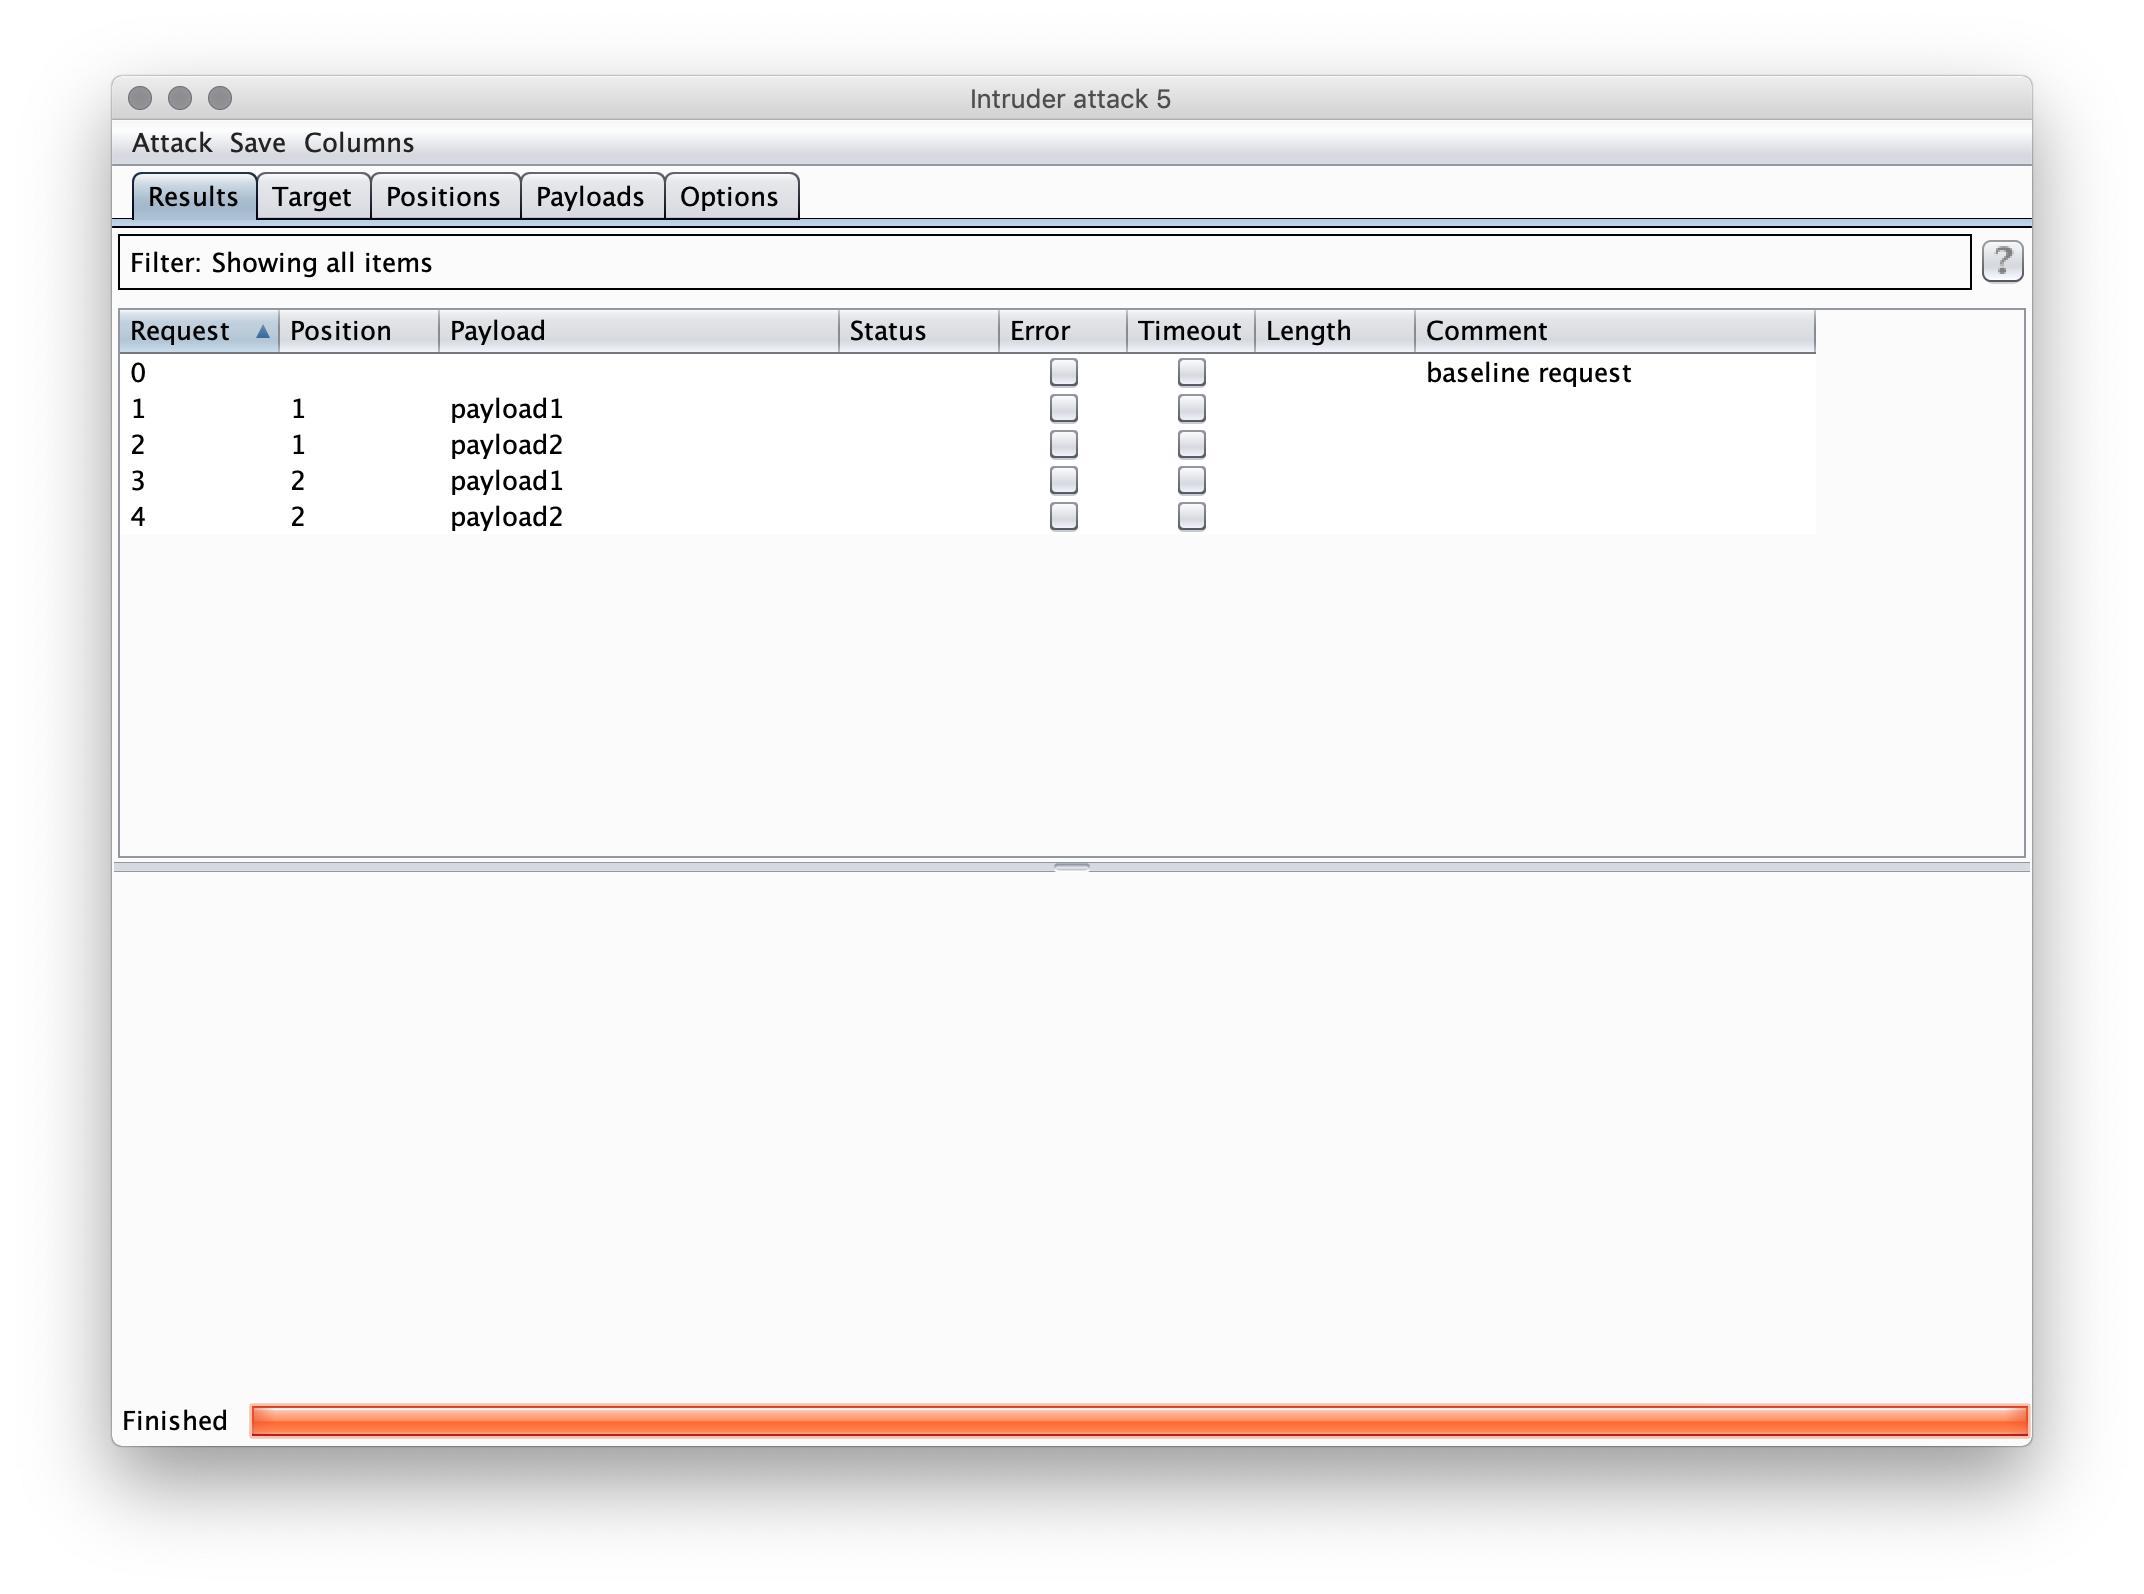 Intruder attack 5
Attack Save Columns
Results Target Positions Payloads Options
Filter: Showing all items ?
Request Position Payload Status Error Timeout Length Comment
0 baseline request
1 1 payload1
2 1 payload2
3 2 payload1
4 2 payload2
Finished